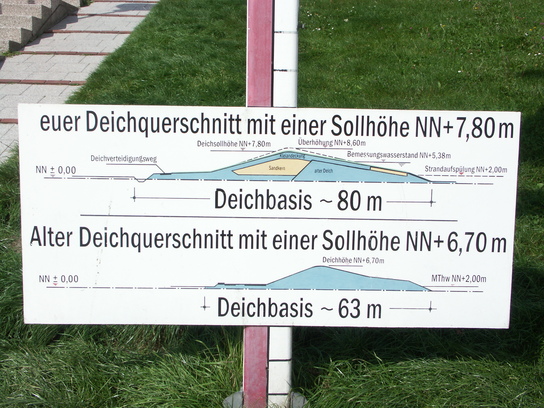 euer Deichquerschnitt mit einer Sollhöhe NN+7,80 m
Deichsollhöhe NN+7,80 Überhöhung NN+8,60m
Deichverteidigungsweg Bemessungswasserstand NN+5,38m
NN ± 0,00 Sandkern alter Deich Strandaufspülung NN+2,00m
Deichbasis ~ 80 m
Alter Deichquerschnitt mit einer Sollhöhe NN+6,70 m
Deichhöhe NN+6,70m
NN ± 0,00 MThw NN+2,00m
Deichbasis ~ 63 m